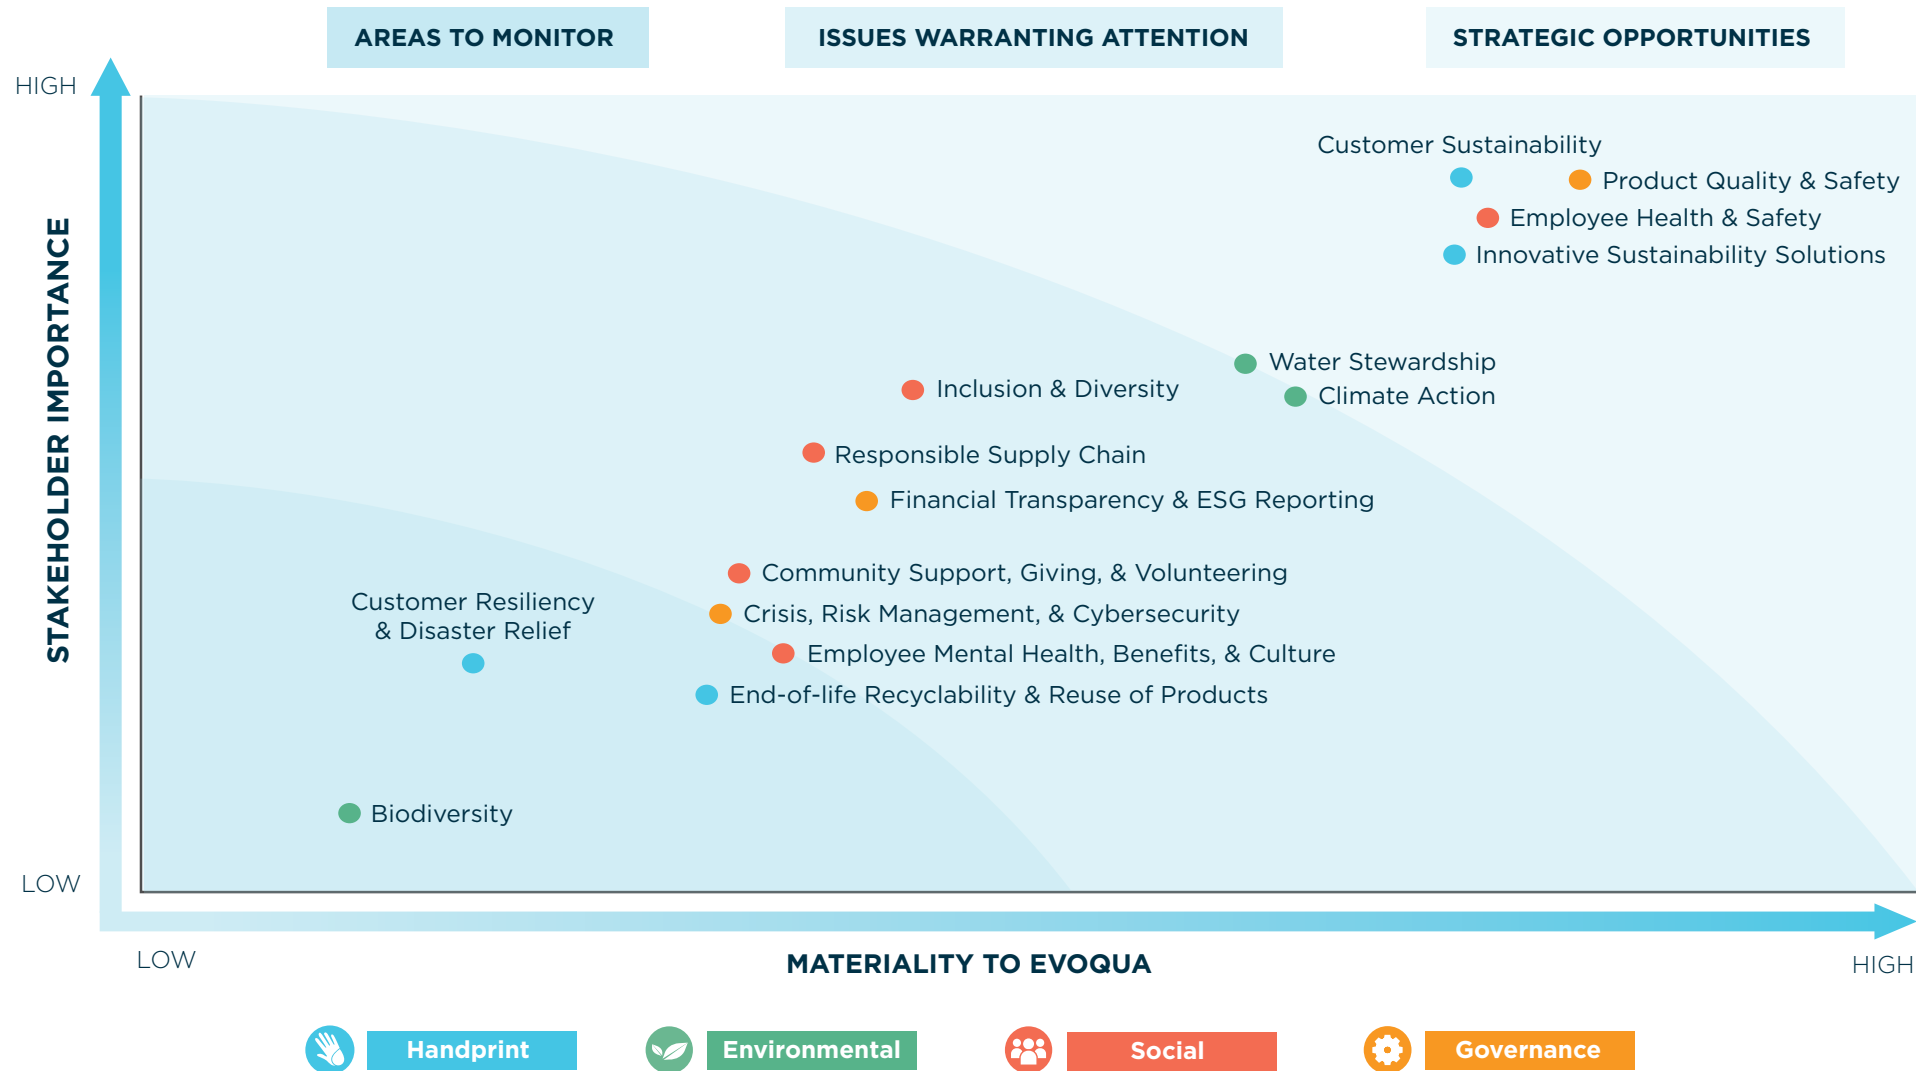 AREAS TO MONITOR
ISSUES WARRANTING ATTENTION
STRATEGIC OPPORTUNITIES
HIGH
STAKEHOLDER IMPORTANCE
Customer Sustainability
Product Quality & Safety
Employee Health & Safety
Innovative Sustainability Solutions
Water Stewardship
Inclusion & Diversity
Climate Action
Responsible Supply Chain
Financial Transparency & ESG Reporting
Community Support, Giving, & Volunteering
Customer Resiliency
& Disaster Relief
Crisis, Risk Management, & Cybersecurity
Employee Mental Health, Benefits, & Culture
End-of-life Recyclability & Reuse of Products
Biodiversity
LOW
LOW
MATERIALITY TO EVOQUA
HIGH
Handprint
Environmental
Social
Governance